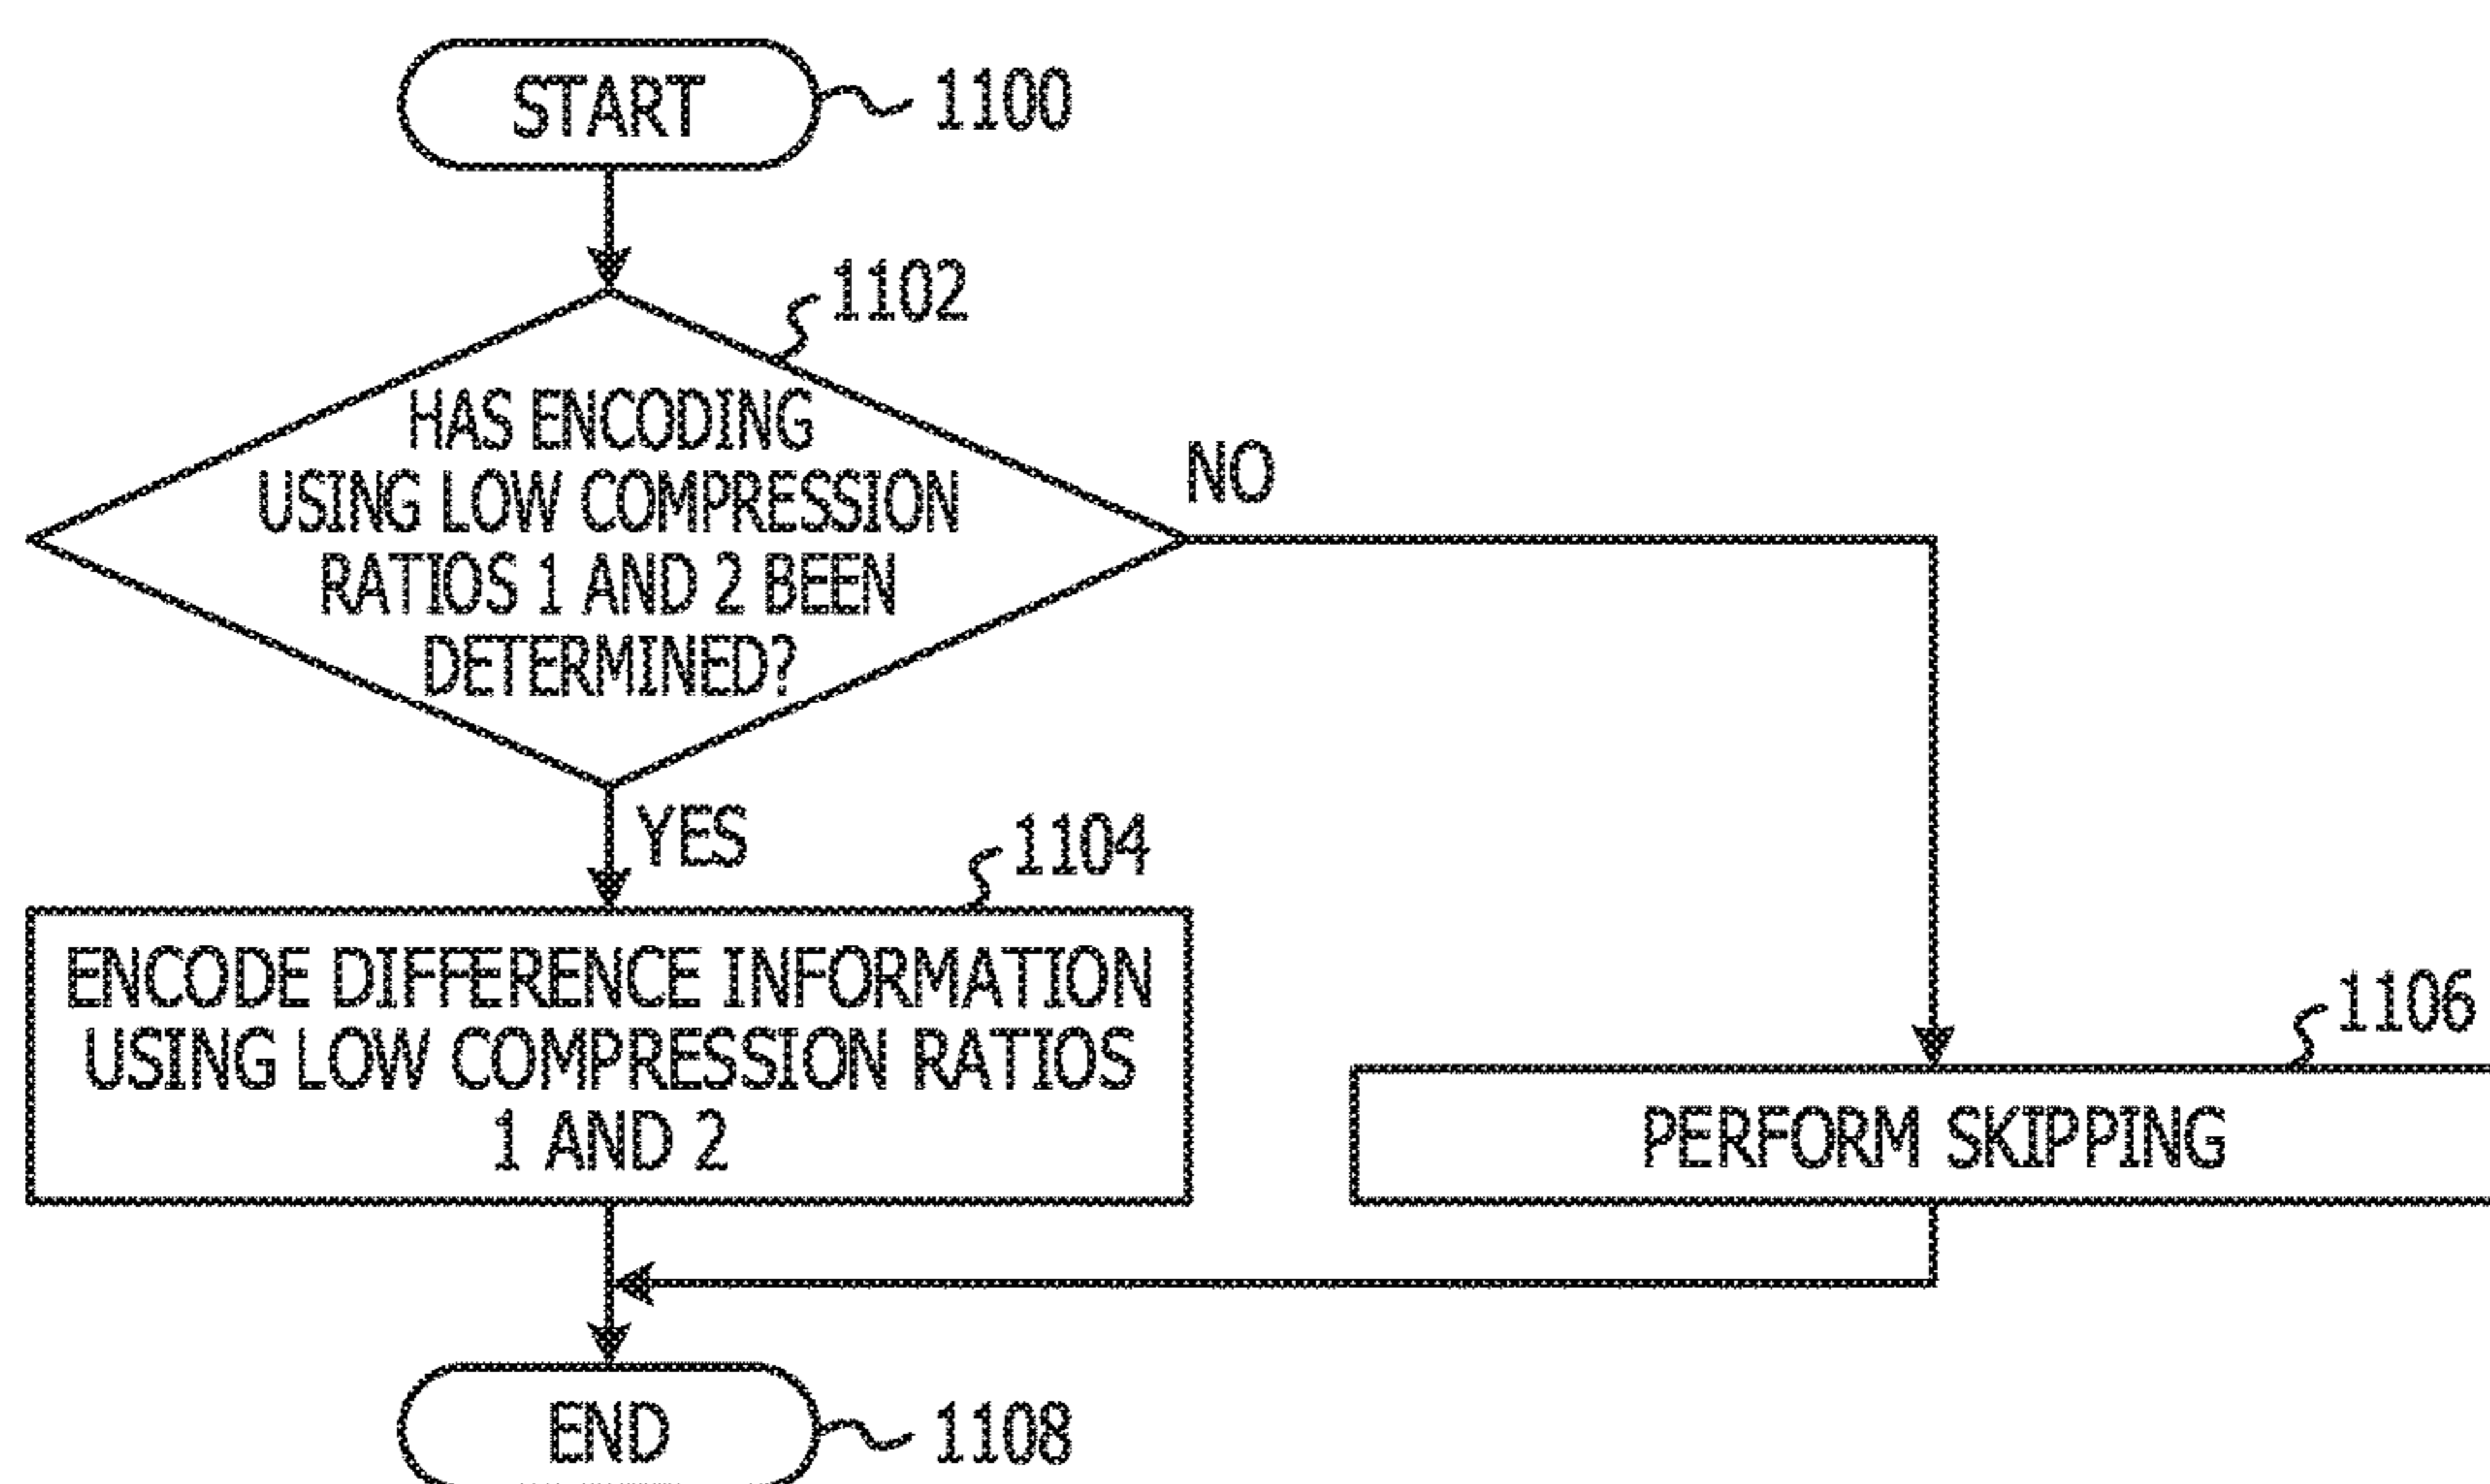 START
1100
1102
HAS ENCODING
USING LOW COMPRESSION
RATIOS 1 AND 2 BEEN
DETERMINED?
NO
YES
1104
ENCODE DIFFERENCE INFORMATION
USING LOW COMPRESSION RATIOS
1 AND 2
1106
PERFORM SKIPPING
END
1108